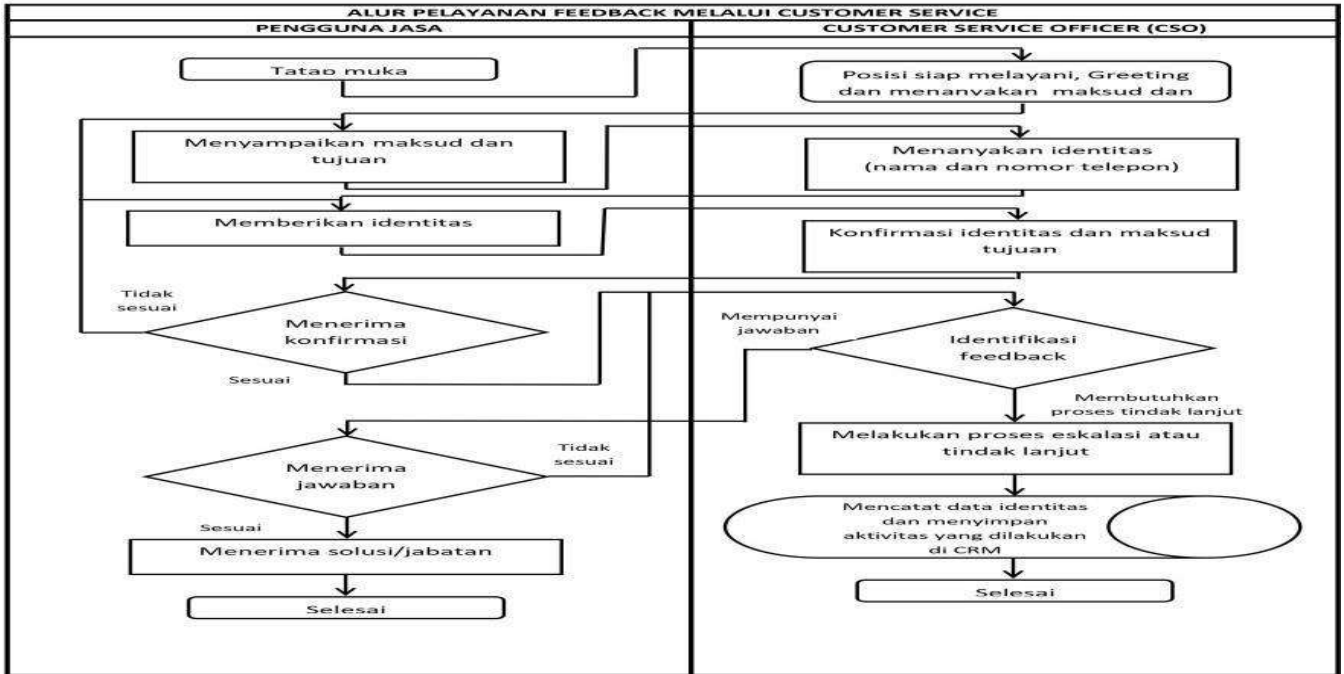 ALUR PELAYANAN FEEDBACK MELALUI CUSTOMER SERVICE
PENGGUNA JASA
CUSTOMER SERVICE OFFICER (CSO)
Tatap muka
Posisi siap melayani, Greeting
dan menanyakan maksud dan
Menyampaikan maksud dan
tujuan
Menanyakan identitas
(nama dan nomor telepon)
Memberikan identitas
Konfirmasi identitas dan maksud
tujuan
Tidak
sesuai
Menerima
konfirmasi
Sesuai
Mempunyai
jawaban
Identifikasi
feedback
Membutuhkan
proses tindak lanjut
Menerima
jawaban
Tidak
sesuai
Melakukan proses eskalasi atau
tindak lanjut
Sesuai
Menerima solusi/jabatan
Mencatat data identitas
dan menyimpan
aktivitas yang dilakukan
di CRM
Selesai
Selesai